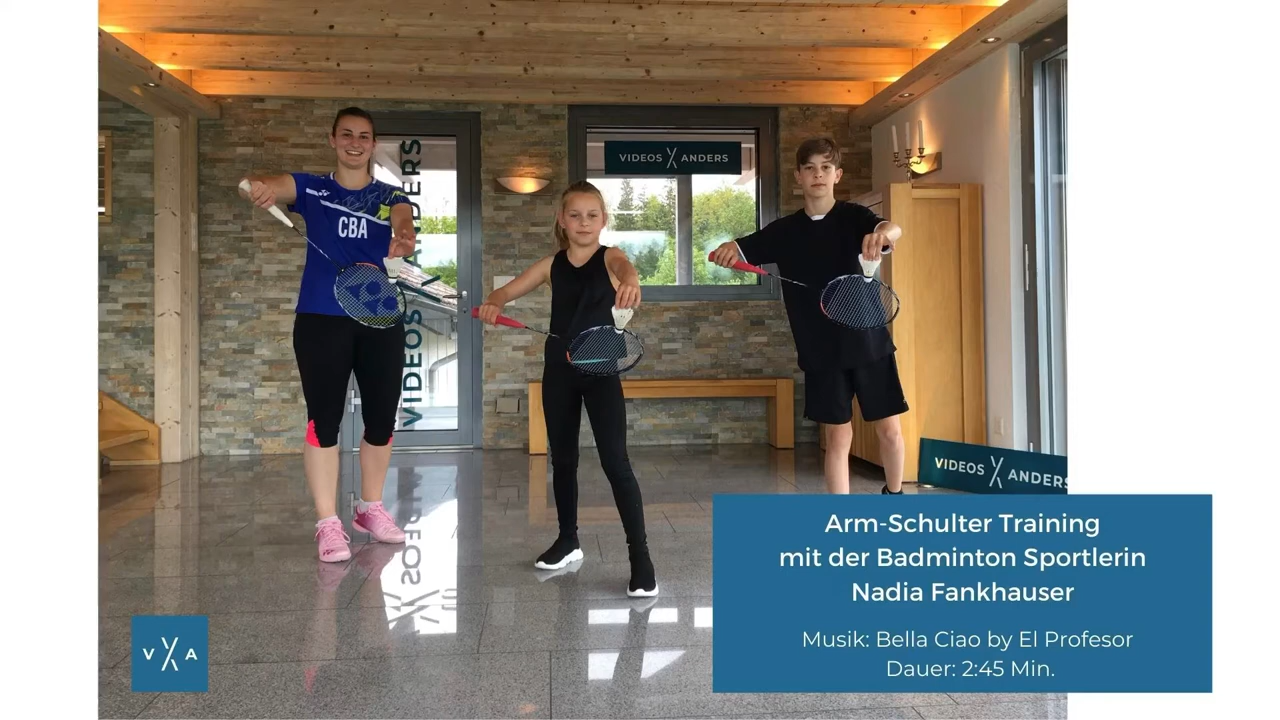 VIDEOS ANDERS
VIDEOS ANDERS
CBA
VIDEOS ANDERS
Arm-Schulter Training
mit der Badminton Sportlerin
Nadia Fankhauser
Musik: Bella Ciao by El Profesor
Dauer: 2:45 Min.
V X A